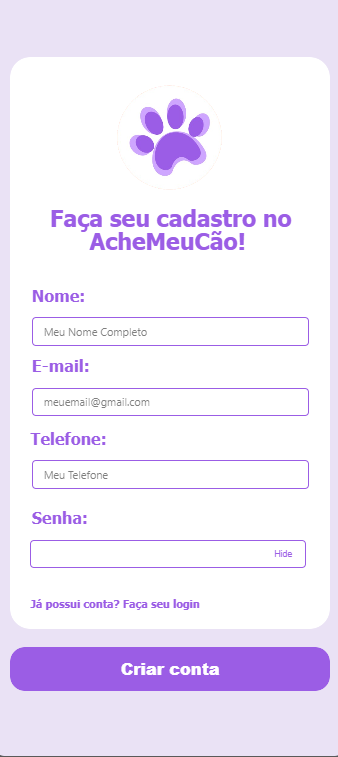 Faça seu cadastro no
AcheMeuCão!
Nome:
Meu Nome Completo
E-mail:
meuemail@gmail.com
Telefone:
Meu Telefone
Senha:
Hide
Já possui conta? Faça seu login
Criar conta